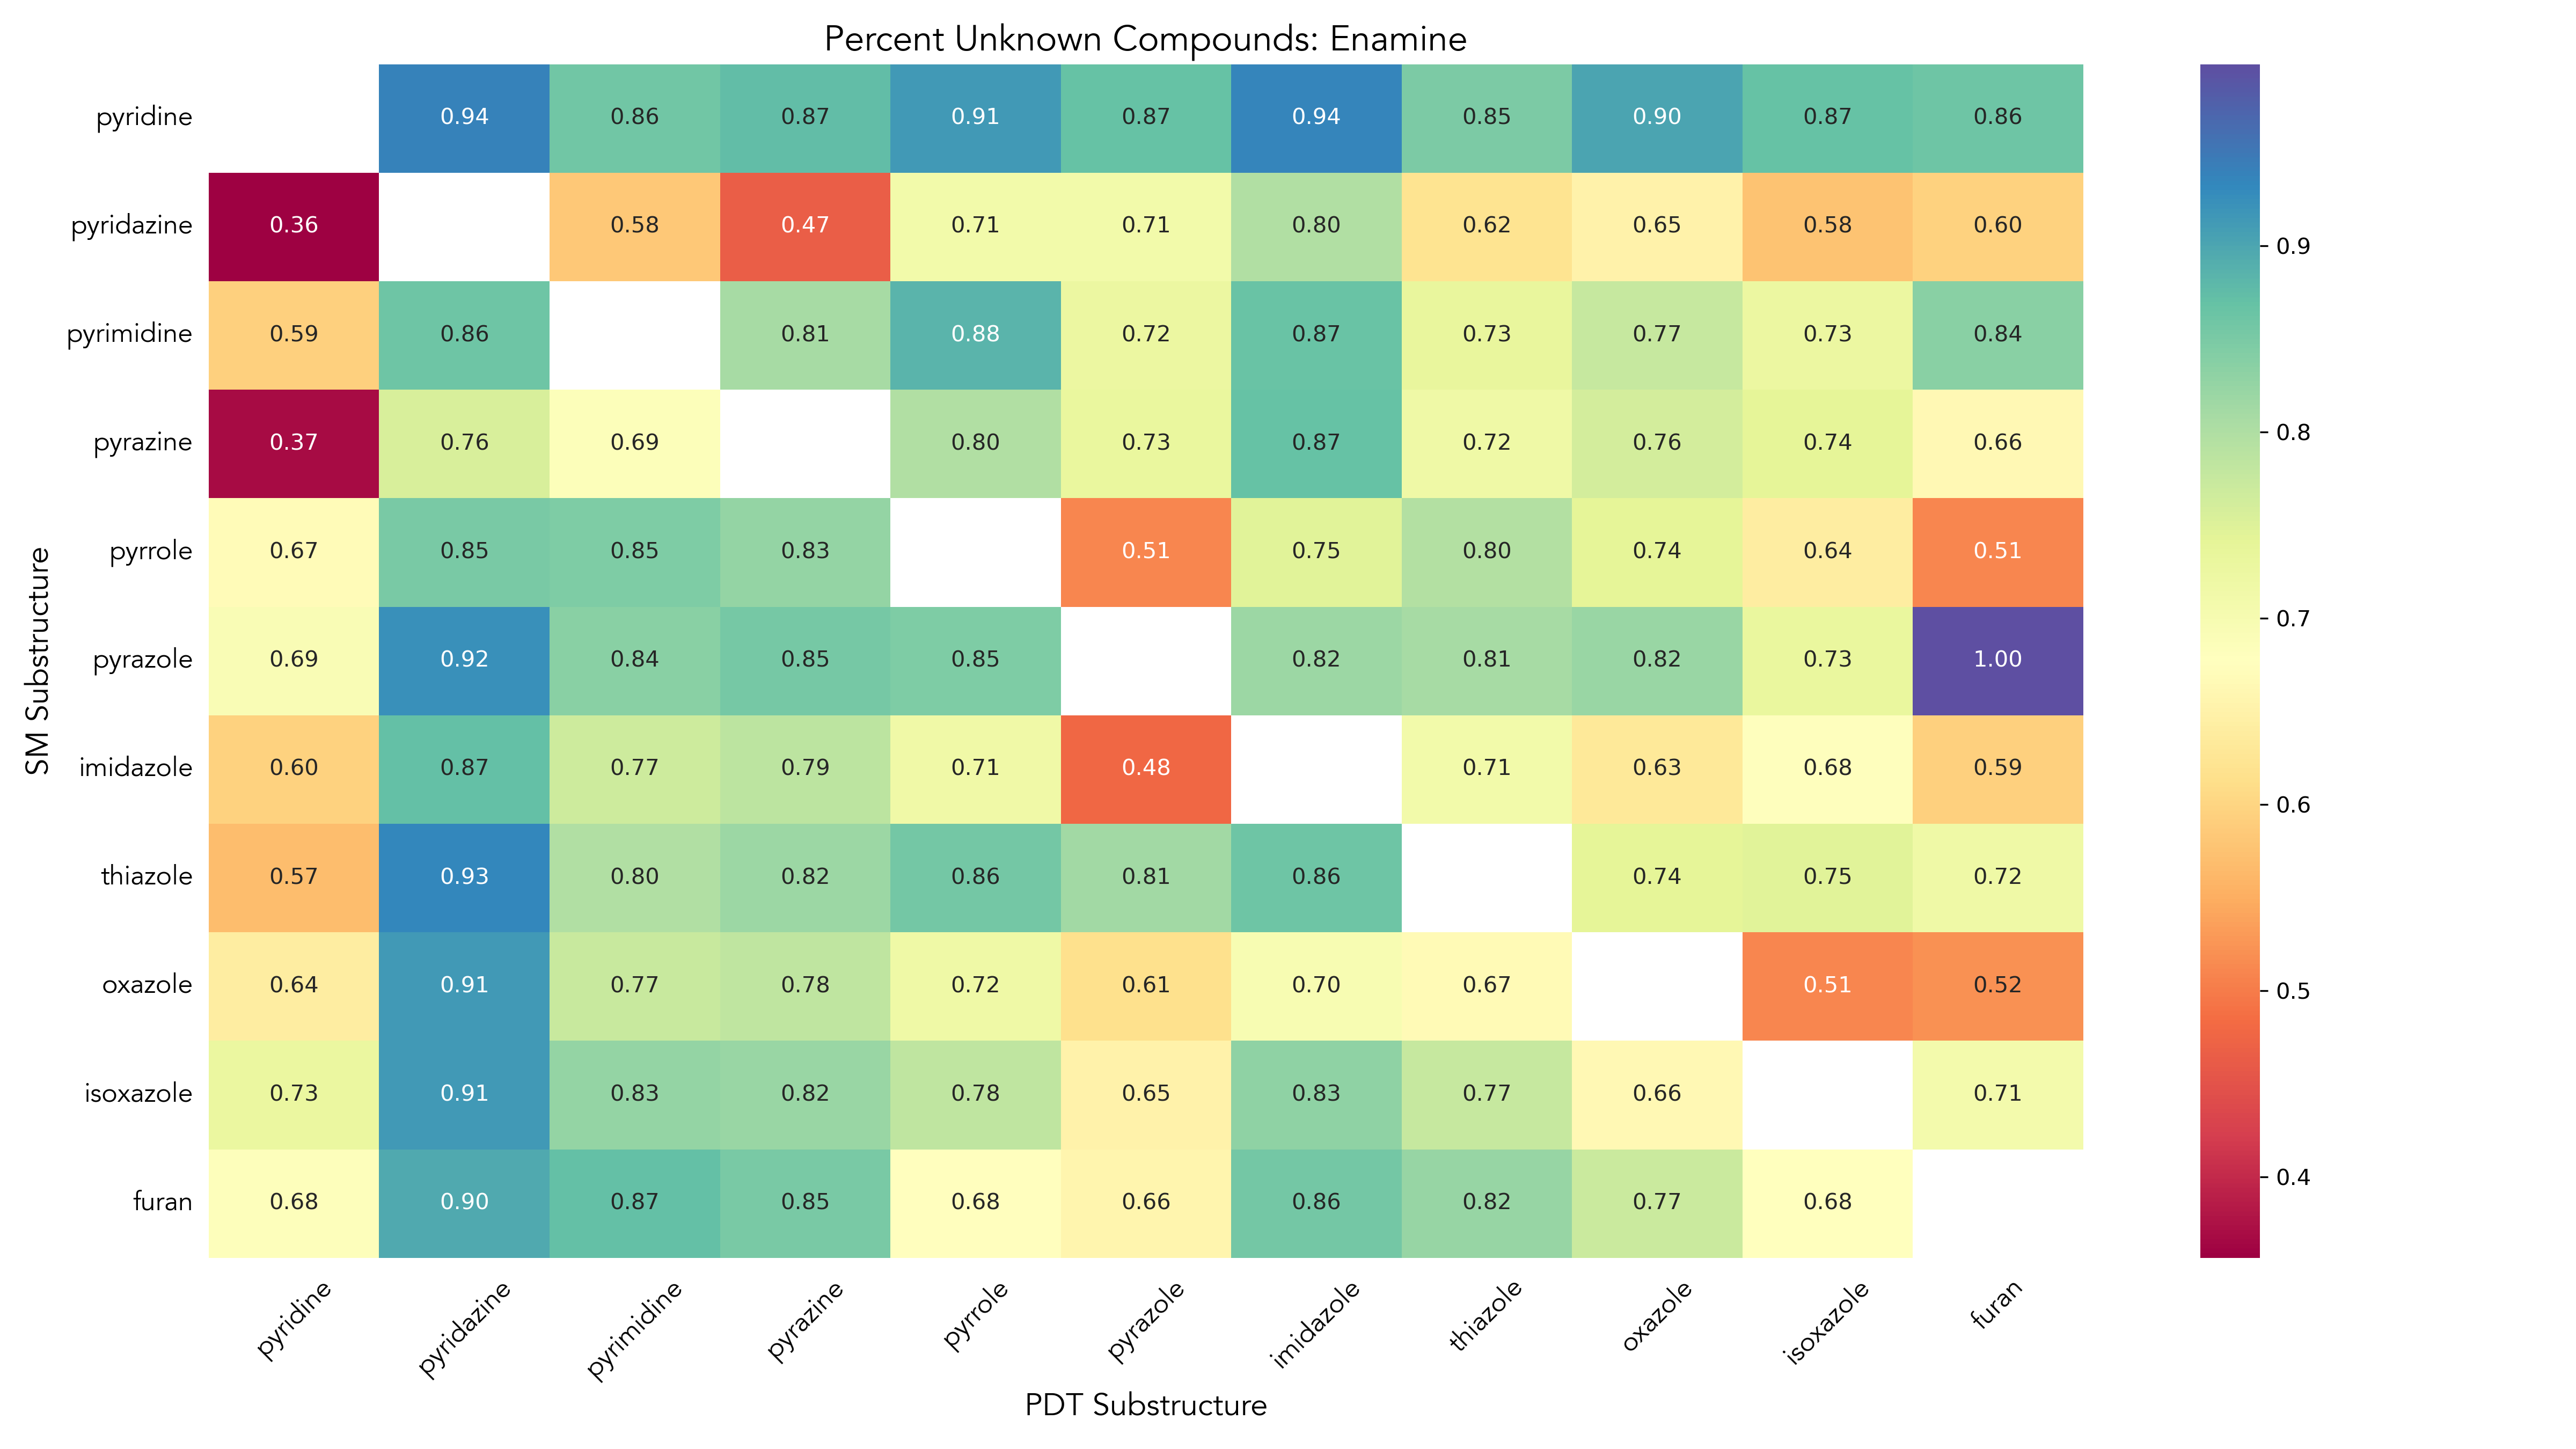 Percent Unknown Compounds: Enamine
pyridine 0.94 0.86 0.87 0.91 0.87 0.94 0.85 0.90 0.87 0.86
pyridazine 0.36 0.58 0.47 0.71 0.71 0.80 0.62 0.65 0.58 0.60
pyrimidine 0.59 0.86 0.81 0.88 0.72 0.87 0.73 0.77 0.73 0.84
pyrazine 0.37 0.76 0.69 0.80 0.73 0.87 0.72 0.76 0.74 0.66
pyrrole 0.67 0.85 0.85 0.83 0.51 0.75 0.80 0.74 0.64 0.51
pyrazole 0.69 0.92 0.84 0.85 0.85 0.82 0.81 0.82 0.73 1.00
imidazole 0.60 0.87 0.77 0.79 0.71 0.48 0.71 0.63 0.68 0.59
thiazole 0.57 0.93 0.80 0.82 0.86 0.81 0.86 0.74 0.75 0.72
oxazole 0.64 0.91 0.77 0.78 0.72 0.61 0.70 0.67 0.51 0.52
isoxazole 0.73 0.91 0.83 0.82 0.78 0.65 0.83 0.77 0.66 0.71
furan 0.68 0.90 0.87 0.85 0.68 0.66 0.86 0.82 0.77 0.68
SM Substructure
pyridine pyridazine pyrimidine pyrazine pyrrole pyrazole imidazole thiazole oxazole isoxazole furan
PDT Substructure
0.9
0.8
0.7
0.6
0.5
0.4